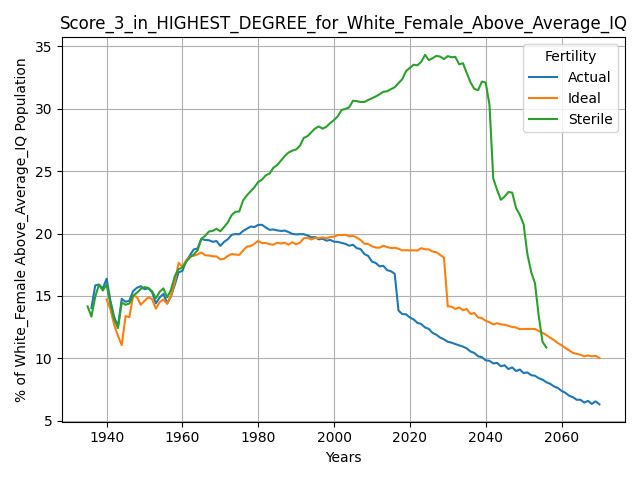 Score_3_in_HIGHEST_DEGREE_for_White_Female_Above_Average_IQ
% of White_Female Above_Average_IQ Population
35
30
25
20
15
10
5
Fertility
Actual
Ideal
Sterile
1940 1960 1980 2000 2020 2040 2060
Years